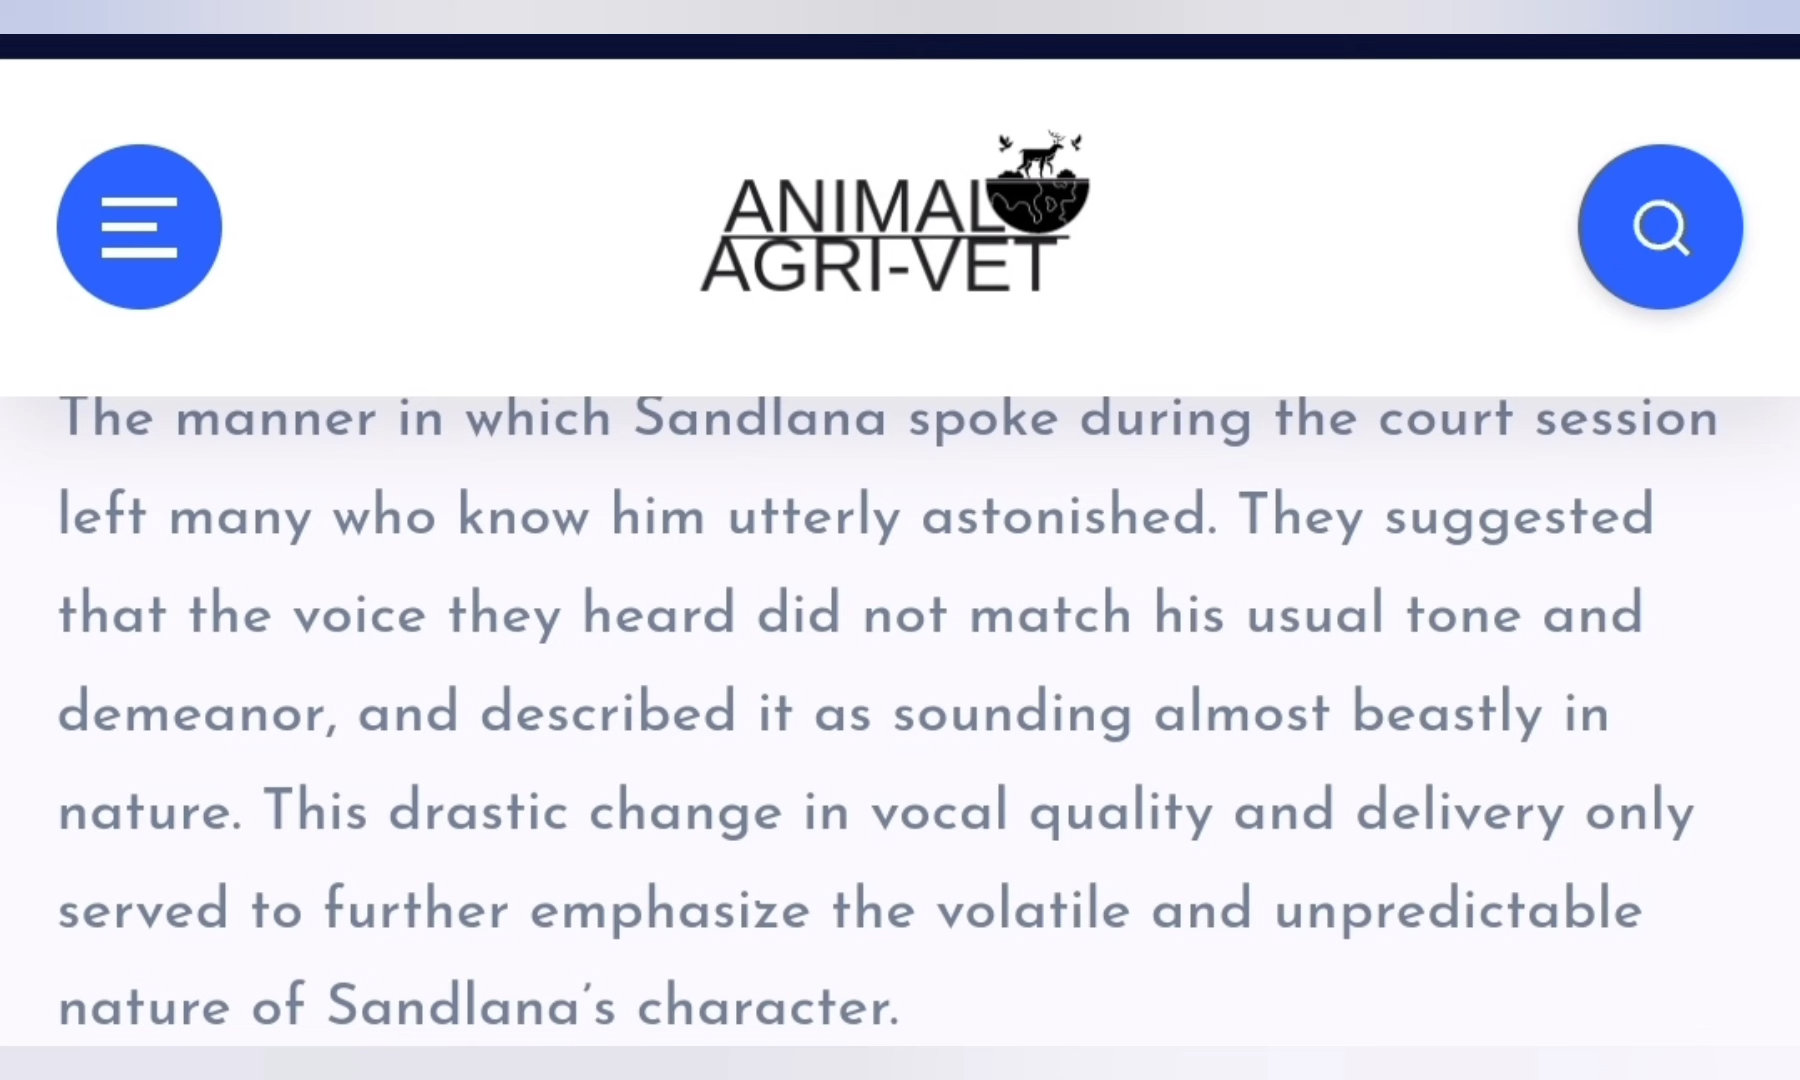 ANIMAL
AGRI-VET
The manner in which Sandlana spoke during the court session
left many who know him utterly astonished. They suggested
that the voice they heard did not match his usual tone and
demeanor, and described it as sounding almost beastly in
nature. This drastic change in vocal quality and delivery only
served to further emphasize the volatile and unpredictable
nature of Sandlana’s character.